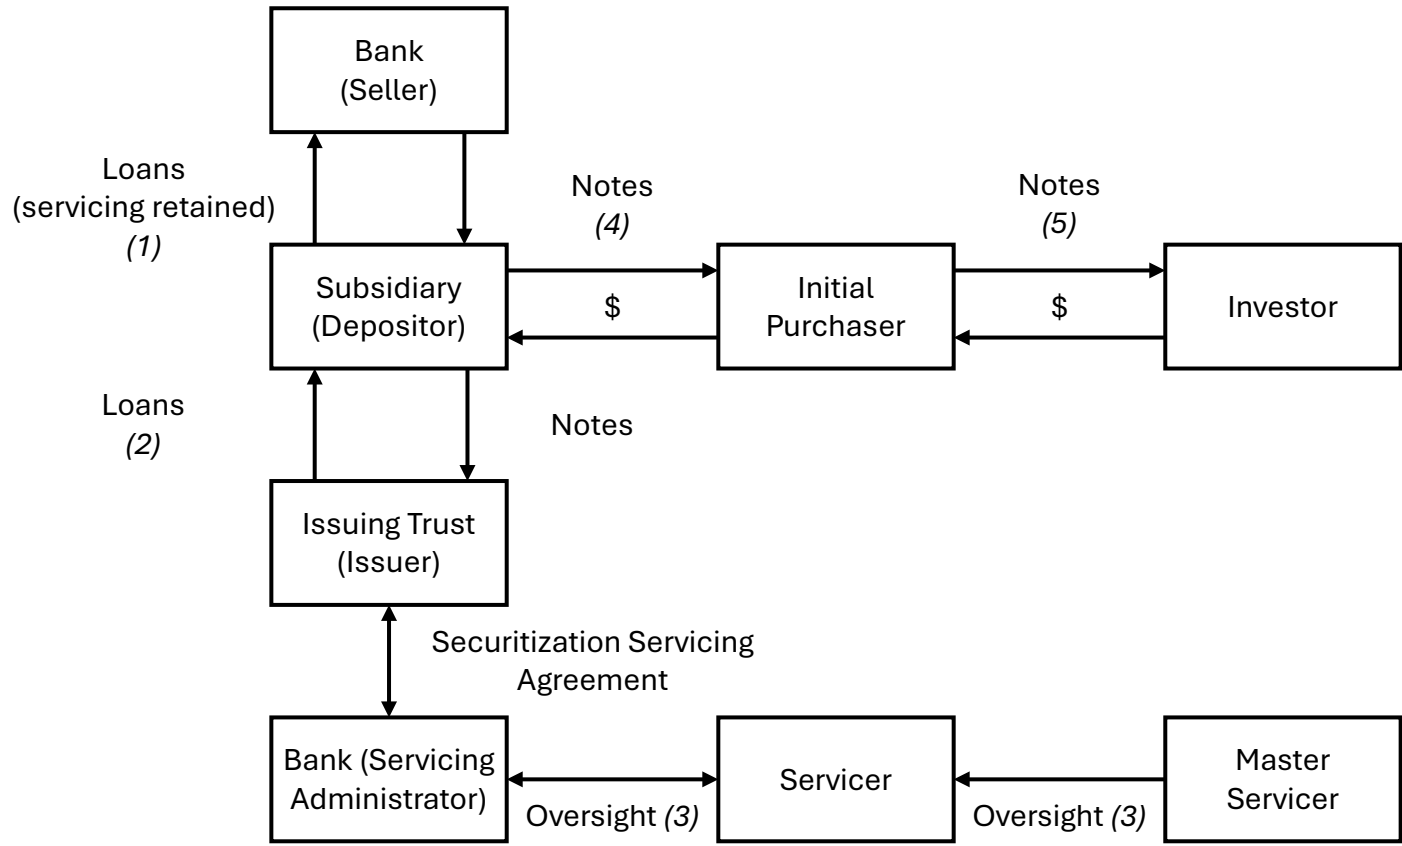 Bank
(Seller)
Loans
(servicing retained)
(1)
Notes
(4)
Notes
(5)
Subsidiary
(Depositor)
$
Initial
Purchaser
$
Investor
Loans
(2)
Notes
Issuing Trust
(Issuer)
Securitization Servicing
Agreement
Bank (Servicing
Administrator)
Oversight (3)
Servicer
Oversight (3)
Master
Servicer